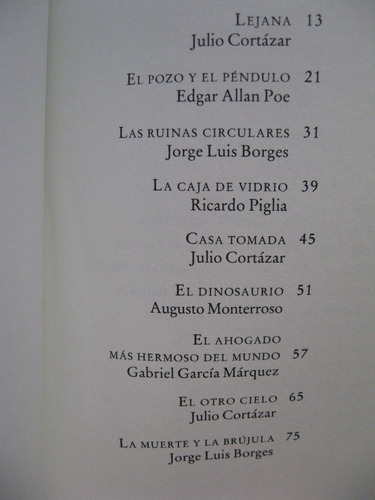 LEJANA 13
Julio Cortázar
EL POZO Y EL PÉNDULO 21
Edgar Allan Poe
LAS RUINAS CIRCULARES 31
Jorge Luis Borges
LA CAJA DE VIDRIO 39
Ricardo Piglia
CASA TOMADA 45
Julio Cortázar
EL DINOSAURIO 51
Augusto Monterroso
EL AHOGADO
MÁS HERMOSO DEL MUNDO 57
Gabriel García Márquez
EL OTRO CIELO 65
Julio Cortázar
LA MUERTE Y LA BRÚJULA 75
Jorge Luis Borges